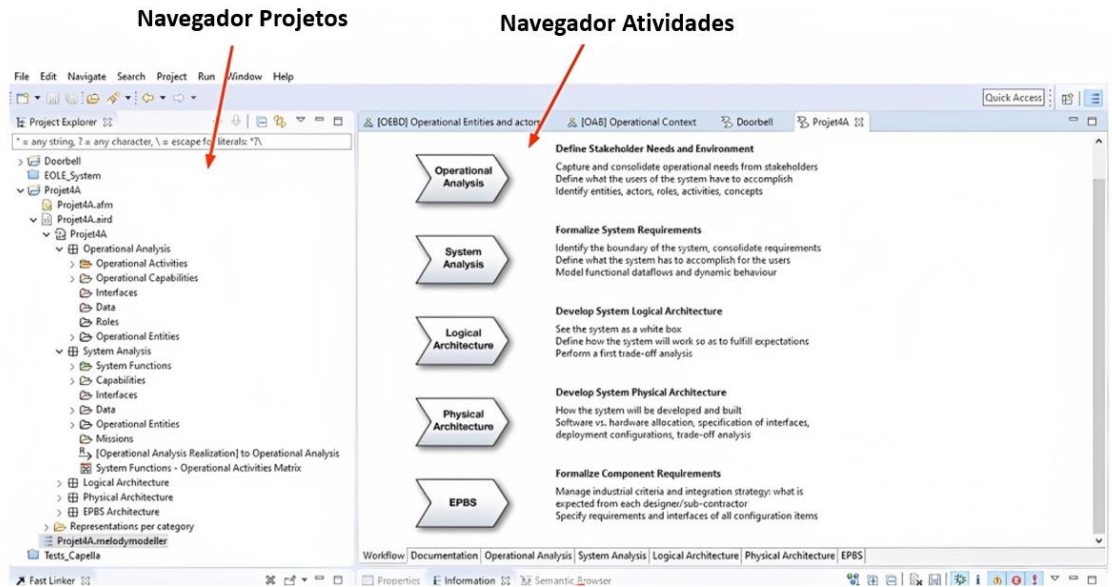 Navegador Projetos
Navegador Atividades
File Edit Navigate Search Project Run Window Help
Quick Access
Project Explorer
* = any string, ? = any character, \ = escape for literals: *?\
Doorbell
EOLE_System
Projet4A
Projet4A.afm
Projet4A.aird
Projet4A
Operational Analysis
Operational Activities
Operational Capabilities
Interfaces
Data
Roles
Operational Entities
System Analysis
System Functions
Capabilities
Interfaces
Data
Operational Entities
Missions
[Operational Analysis Realization] to Operational Analysis
System Functions - Operational Activities Matrix
Logical Architecture
Physical Architecture
EPBS Architecture
Representations per category
Projet4A.melodymodeller
Tests_Capella
Fast Linker
[OEBD] Operational Entities and actors
[OAB] Operational Context
Doorbell
Projet4A
Operational
Analysis
Define Stakeholder Needs and Environment
Capture and consolidate operational needs from stakeholders
Define what the users of the system have to accomplish
Identify entities, actors, roles, activities, concepts
System
Analysis
Formalize System Requirements
Identify the boundary of the system, consolidate requirements
Define what the system has to accomplish for the users
Model functional dataflows and dynamic behaviour
Logical
Architecture
Develop System Logical Architecture
See the system as a white box
Define how the system will work so as to fulfill expectations
Perform a first trade-off analysis
Physical
Architecture
Develop System Physical Architecture
How the system will be developed and built
Software vs. hardware allocation, specification of interfaces,
deployment configurations, trade-off analysis
EPBS
Formalize Component Requirements
Manage industrial criteria and integration strategy: what is
expected from each designer/sub-contractor
Specify requirements and interfaces of all configuration items
Workflow Documentation Operational Analysis System Analysis Logical Architecture Physical Architecture EPBS
Properties Information Semantic Browser